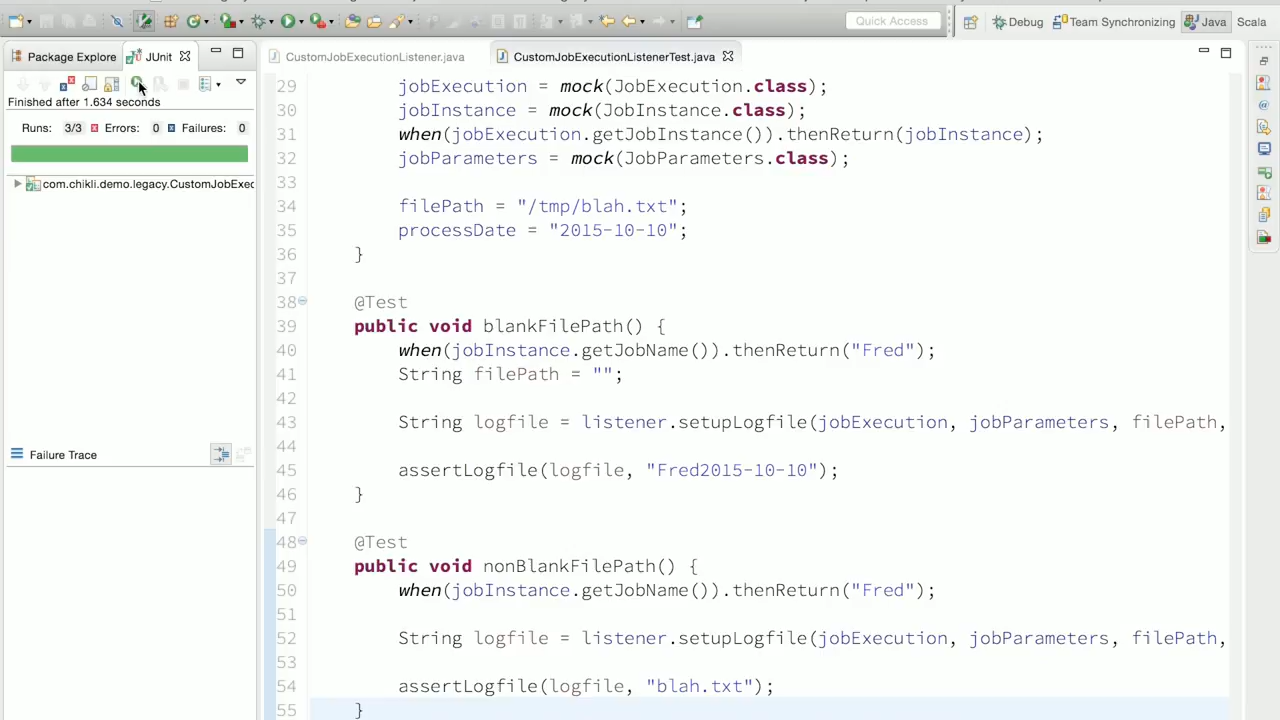 Quick Access
Debug
Team Synchronizing
Java
Scala
Package Explore
JUnit
CustomJobExecutionListener.java
CustomJobExecutionListenerTest.java
Finished after 1.634 seconds
Runs: 3/3 Errors: 0 Failures: 0
com.chikli.demo.legacy.CustomJobExec
Failure Trace
29 jobExecution = mock(JobExecution.class);
30 jobInstance = mock(JobInstance.class);
31 when(jobExecution.getJobInstance()).thenReturn(jobInstance);
32 jobParameters = mock(JobParameters.class);
33
34 filePath = "/tmp/blah.txt";
35 processDate = "2015-10-10";
36 }
37
38 @Test
39 public void blankFilePath() {
40 when(jobInstance.getJobName()).thenReturn("Fred");
41 String filePath = "";
42
43 String logfile = listener.setupLogfile(jobExecution, jobParameters, filePath,
44
45 assertLogfile(logfile, "Fred2015-10-10");
46 }
47
48 @Test
49 public void nonBlankFilePath() {
50 when(jobInstance.getJobName()).thenReturn("Fred");
51
52 String logfile = listener.setupLogfile(jobExecution, jobParameters, filePath,
53
54 assertLogfile(logfile, "blah.txt");
55 }